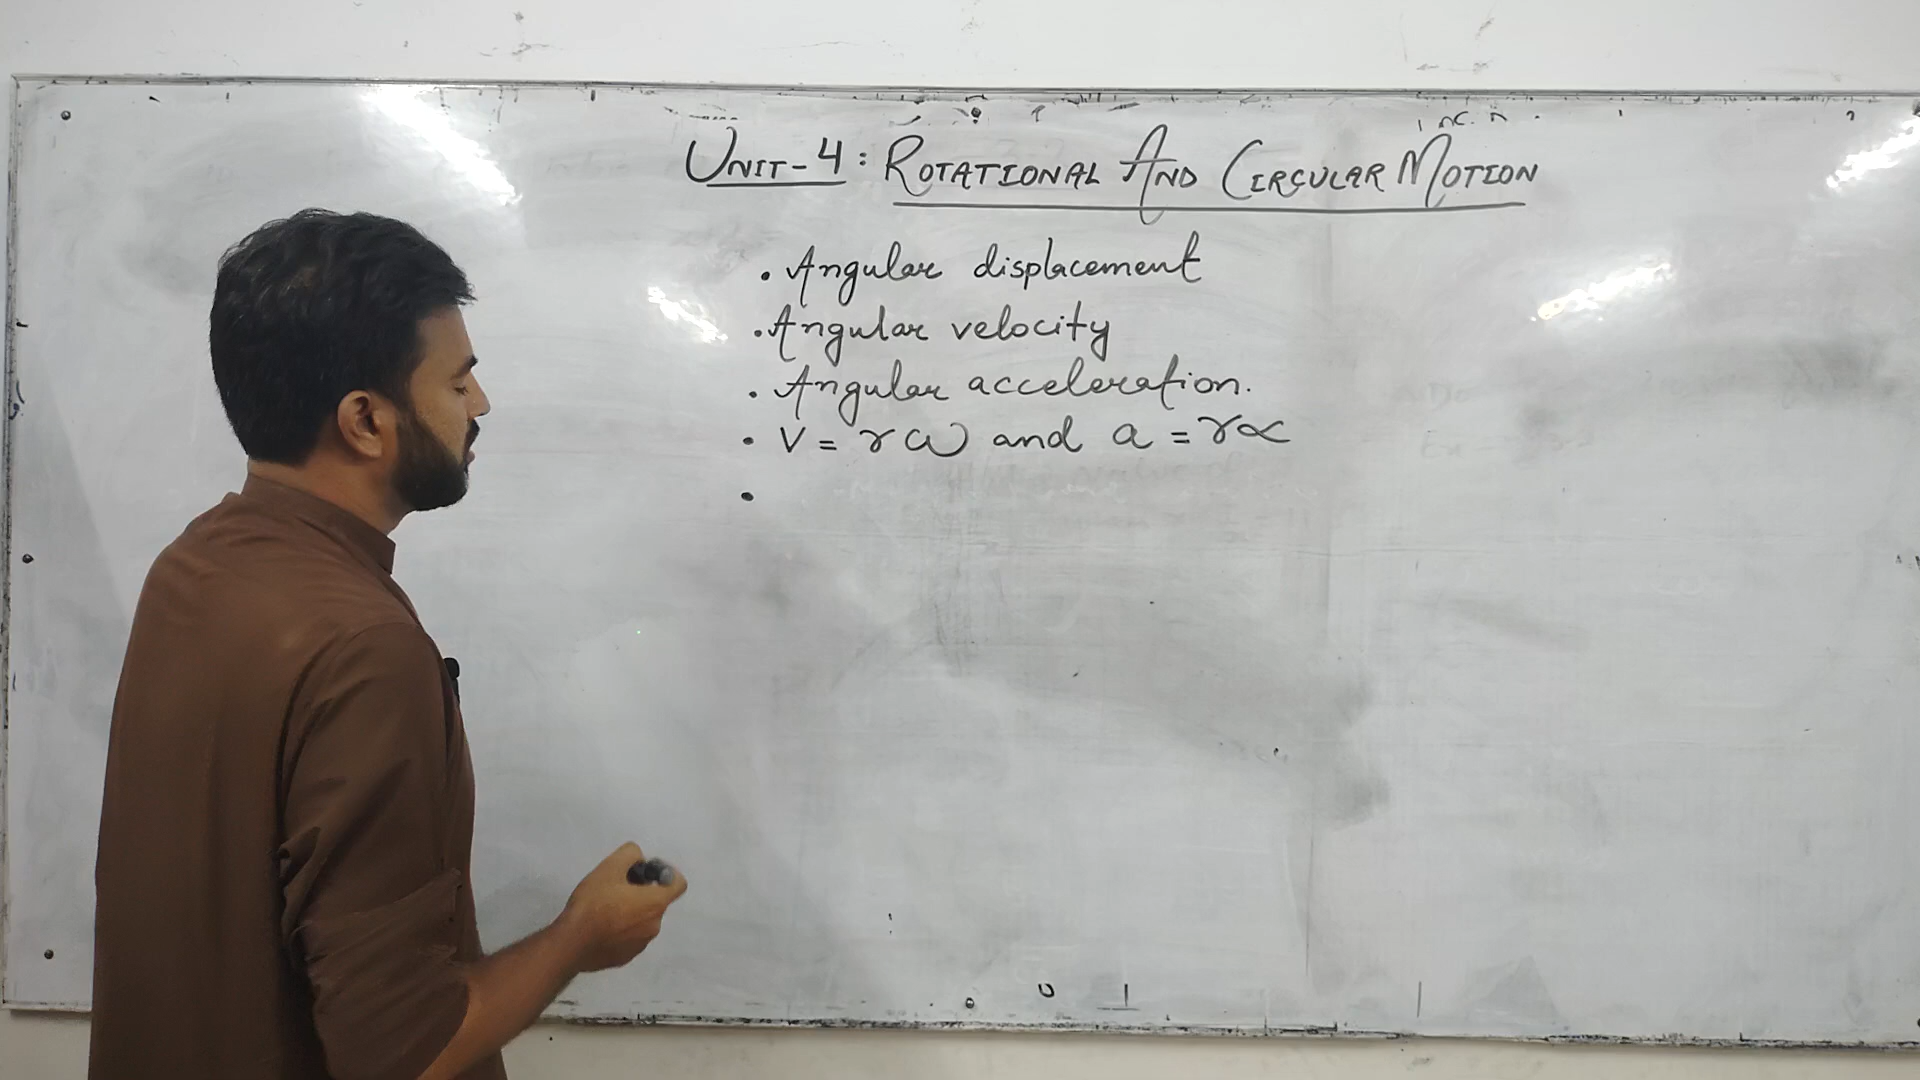 UNIT-4: ROTATIONAL AND CIRCULAR MOTION
• Angular displacement
• Angular velocity
• Angular acceleration.
• V = rω and a = rα
•